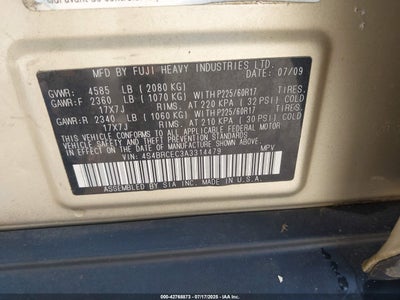 MFD. BY FUJI HEAVY INDUSTRIES LTD.
DATE: 07/09
GVWR: 4585 LB ( 2080 KG)
GAWR:F 2360 LB ( 1070 KG) WITH P225/60R17 TIRES.
17X7J RIMS. AT 220 KPA ( 32 PSI) COLD
GAWR:R 2340 LB ( 1060 KG) WITH P225/60R17 TIRES.
17X7J RIMS. AT 210 KPA ( 30 PSI) COLD
THIS VEHICLE CONFORMS TO ALL APPLICABLE FEDERAL MOTOR
VEHICLE SAFETY AND THEFT PREVENTION STANDARDS IN
EFFECT ON THE DATE OF MANUFACTURE SHOWN ABOVE.
VIN: 4S4BRCEC3A3314479 MPV
ASSEMBLED BY SIA INC. IN U.S.A.
000-42768873 - 07/17/2025 - IAA, Inc.